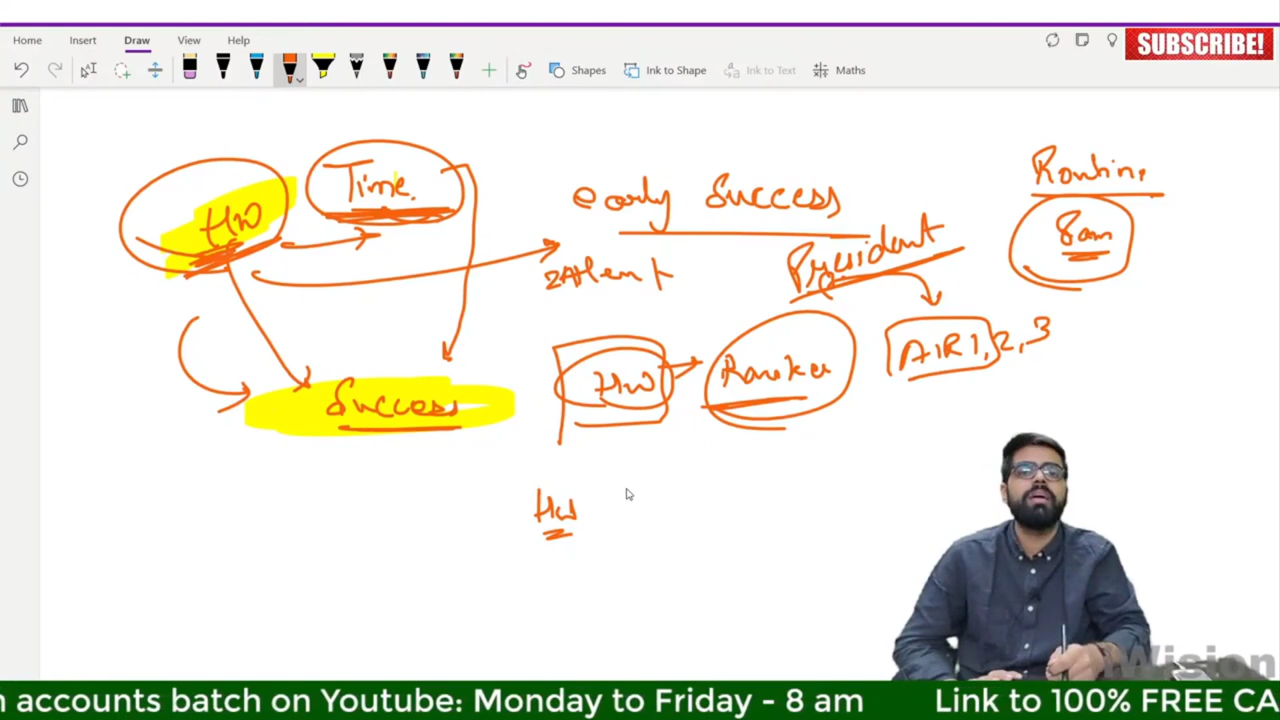 Home Insert Draw View Help
SUBSCRIBE!
Shapes Ink to Shape Ink to Text Maths
Routine
Time
HW
early Success
8am
President
AIR 1, 2, 3
HW
Ranker
Success
HW
Wision
n accounts batch on Youtube: Monday to Friday - 8 am Link to 100% FREE CA